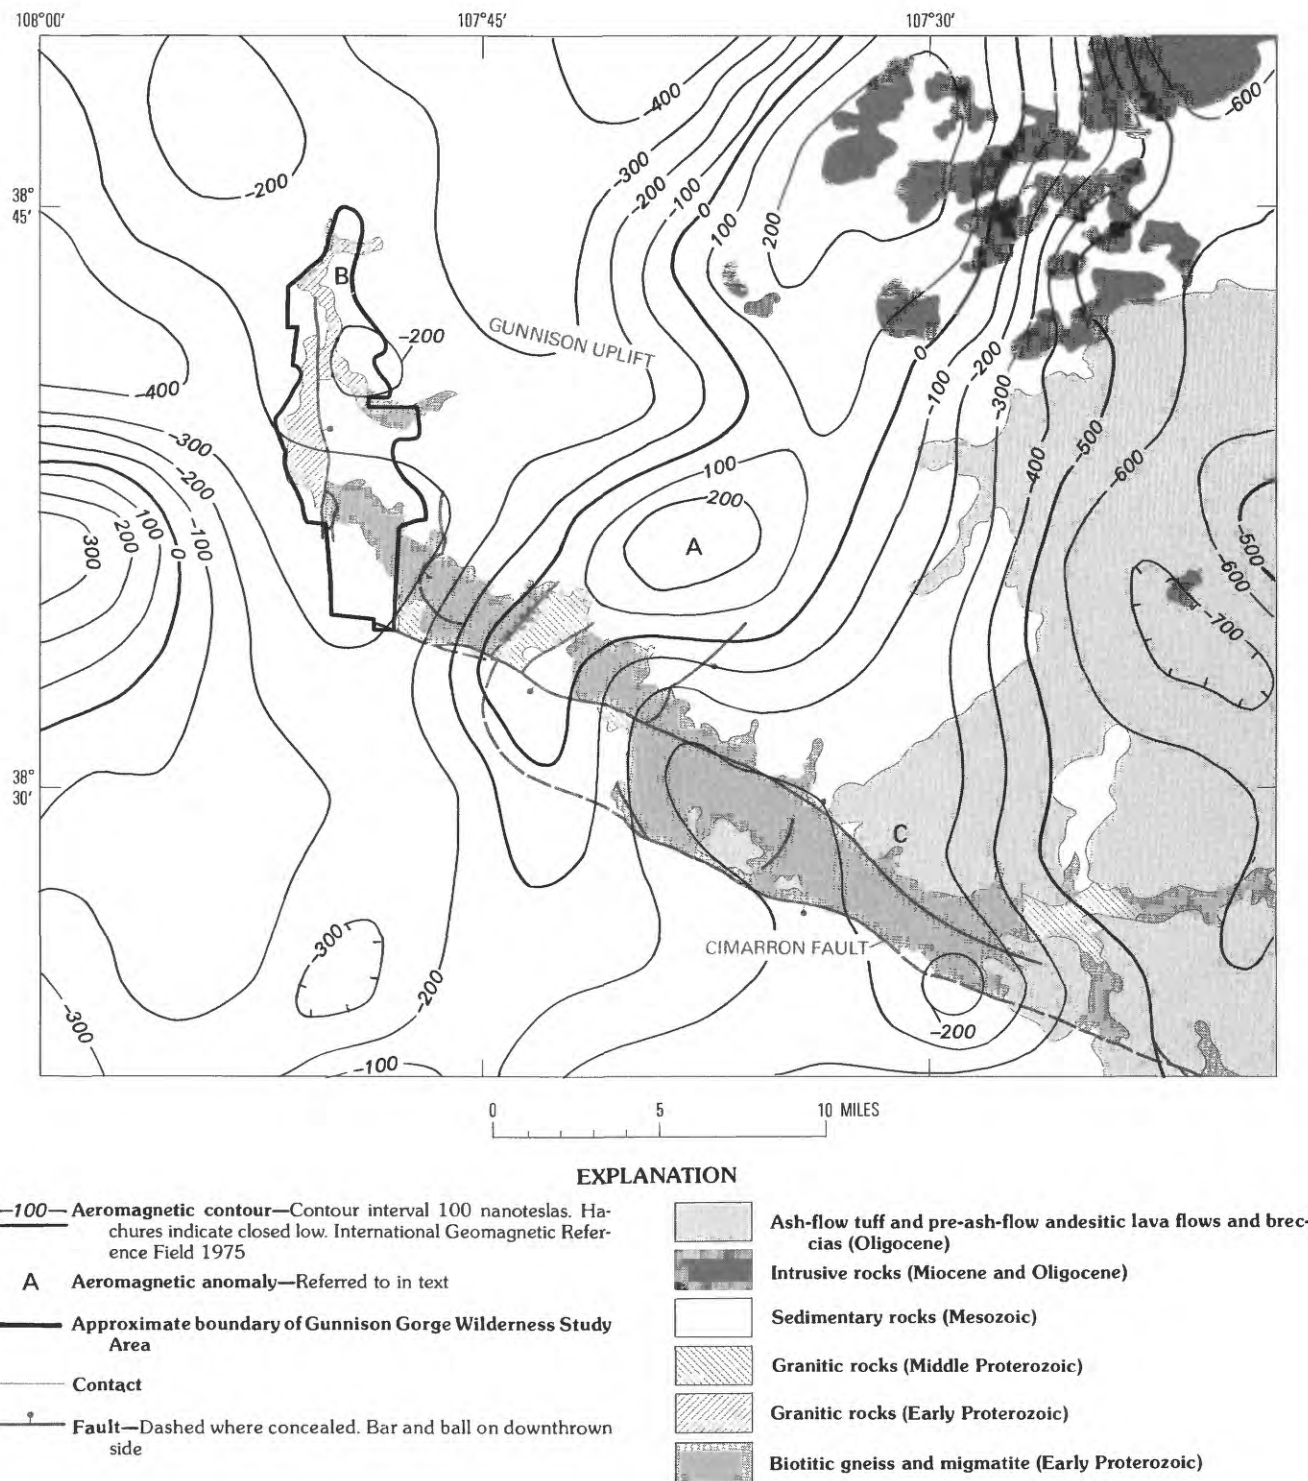 108°00′ 107°45′ 107°30′
-400
-600
-300
-200
-200
38°
45′
-100
0
100
200
B
-200
GUNNISON UPLIFT
0
-200
-100
-300
-400
-300
-200
-500
100
200
400
-600
-100
0
100
200
300
A
-500
-600
-700
38°
30′
C
-300
CIMARRON FAULT
-200
-300
-200
-100
0 5 10 MILES
EXPLANATION
-100- Aeromagnetic contour—Contour interval 100 nanoteslas. Ha-
chures indicate closed low. International Geomagnetic Refer-
ence Field 1975
A Aeromagnetic anomaly—Referred to in text
Approximate boundary of Gunnison Gorge Wilderness Study
Area
Contact
Fault—Dashed where concealed. Bar and ball on downthrown
side
Ash-flow tuff and pre-ash-flow andesitic lava flows and brec-
cias (Oligocene)
Intrusive rocks (Miocene and Oligocene)
Sedimentary rocks (Mesozoic)
Granitic rocks (Middle Proterozoic)
Granitic rocks (Early Proterozoic)
Biotitic gneiss and migmatite (Early Proterozoic)